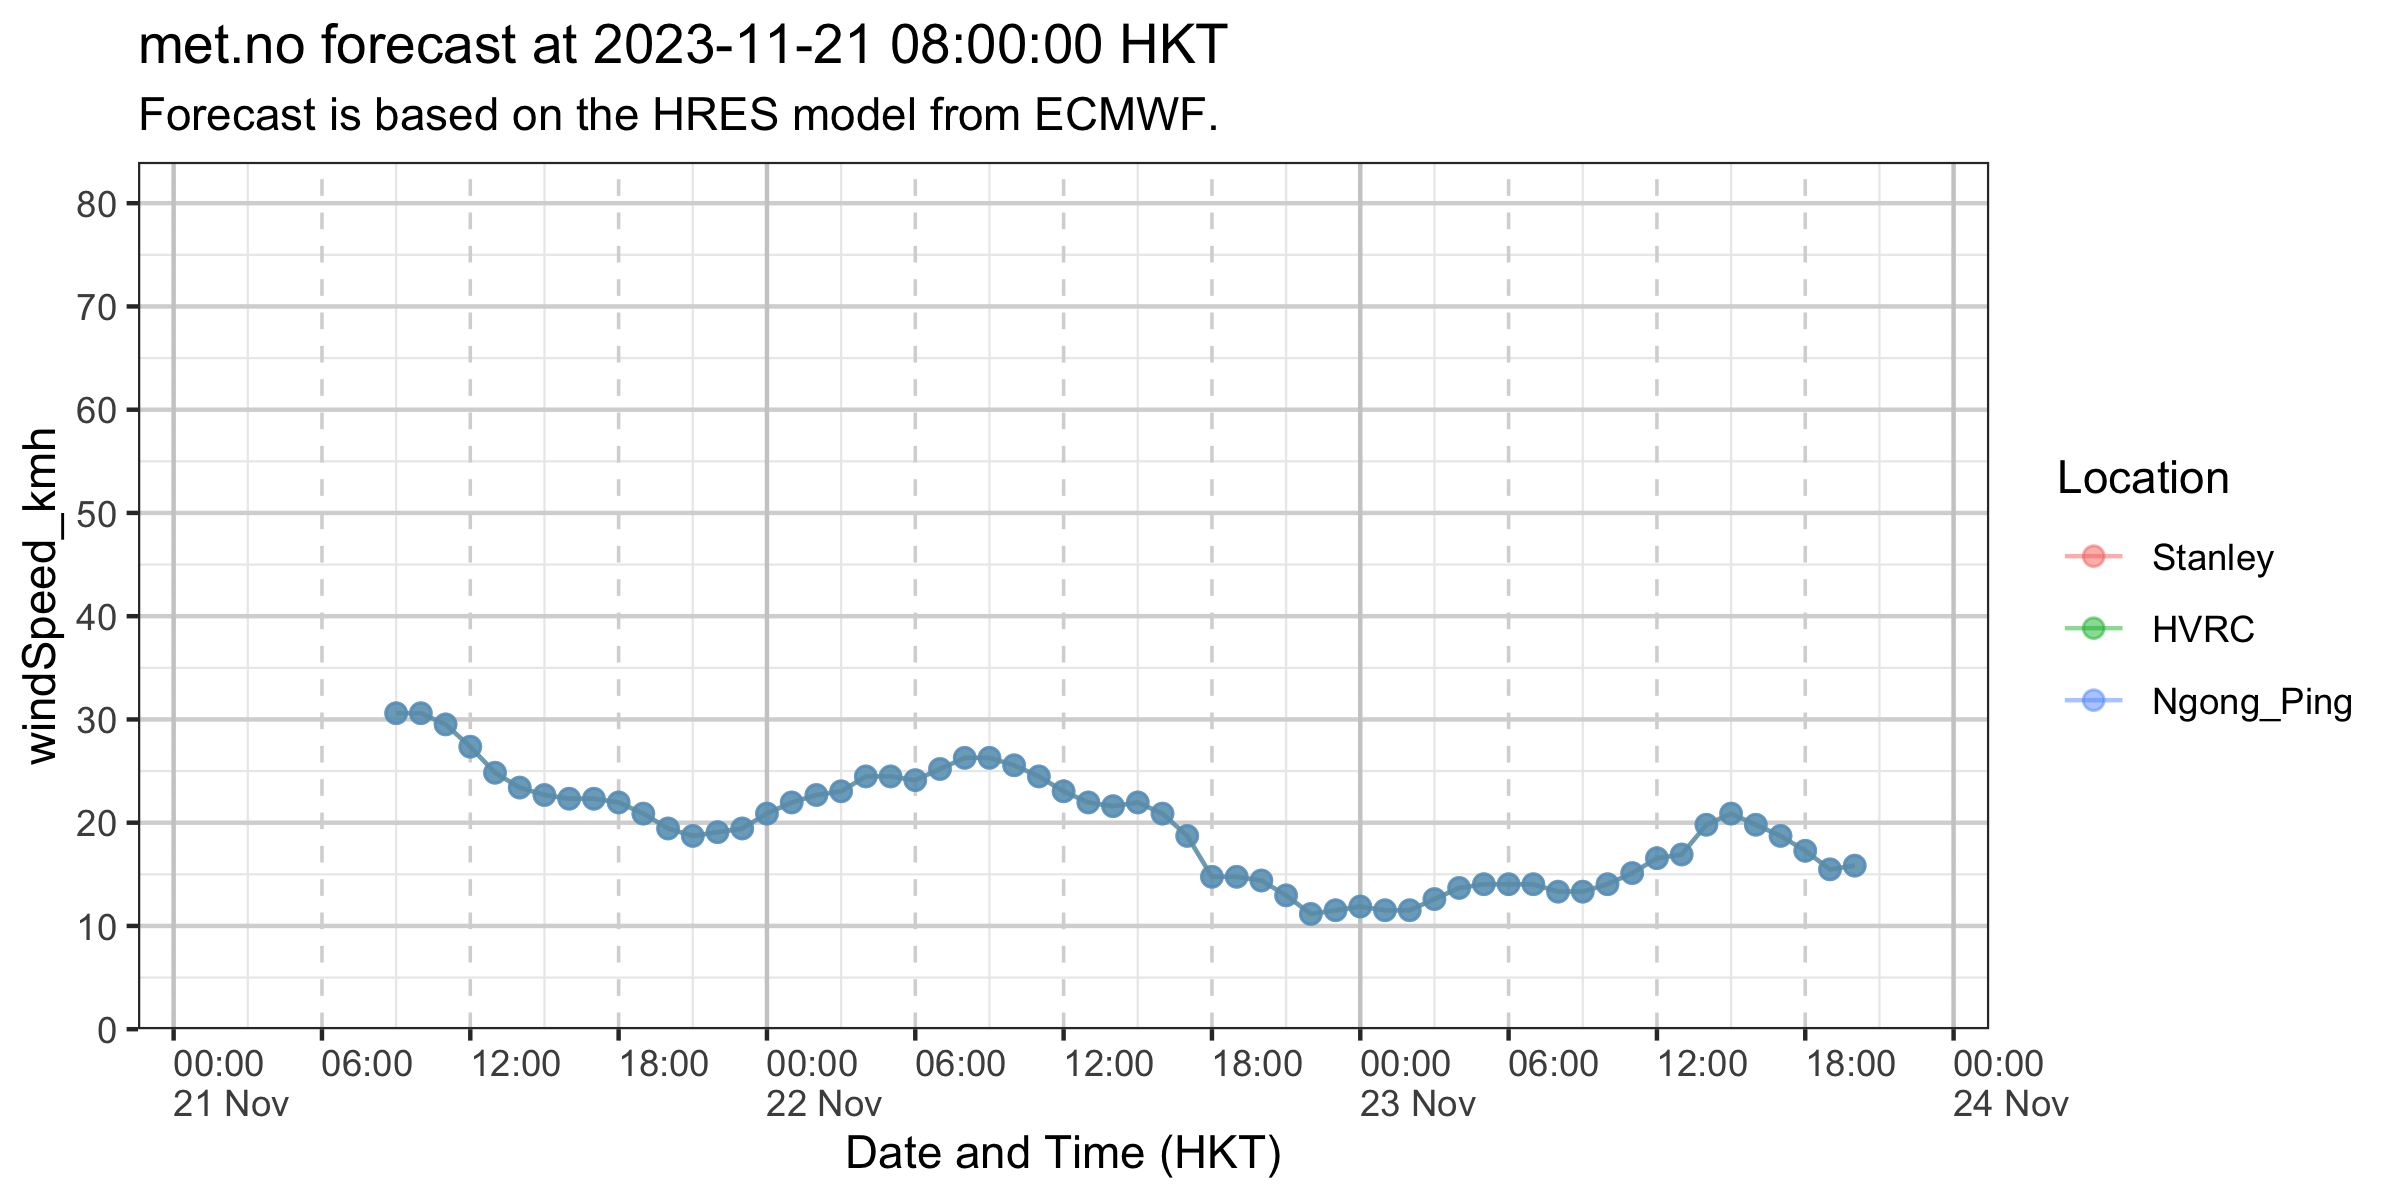 met.no forecast at 2023-11-21 08:00:00 HKT
Forecast is based on the HRES model from ECMWF.
windSpeed_kmh
80
70
60
50
40
30
20
10
0
00:00 06:00 12:00 18:00 00:00 06:00 12:00 18:00 00:00 06:00 12:00 18:00 00:00
21 Nov 22 Nov 23 Nov 24 Nov
Date and Time (HKT)
Location
Stanley
HVRC
Ngong_Ping